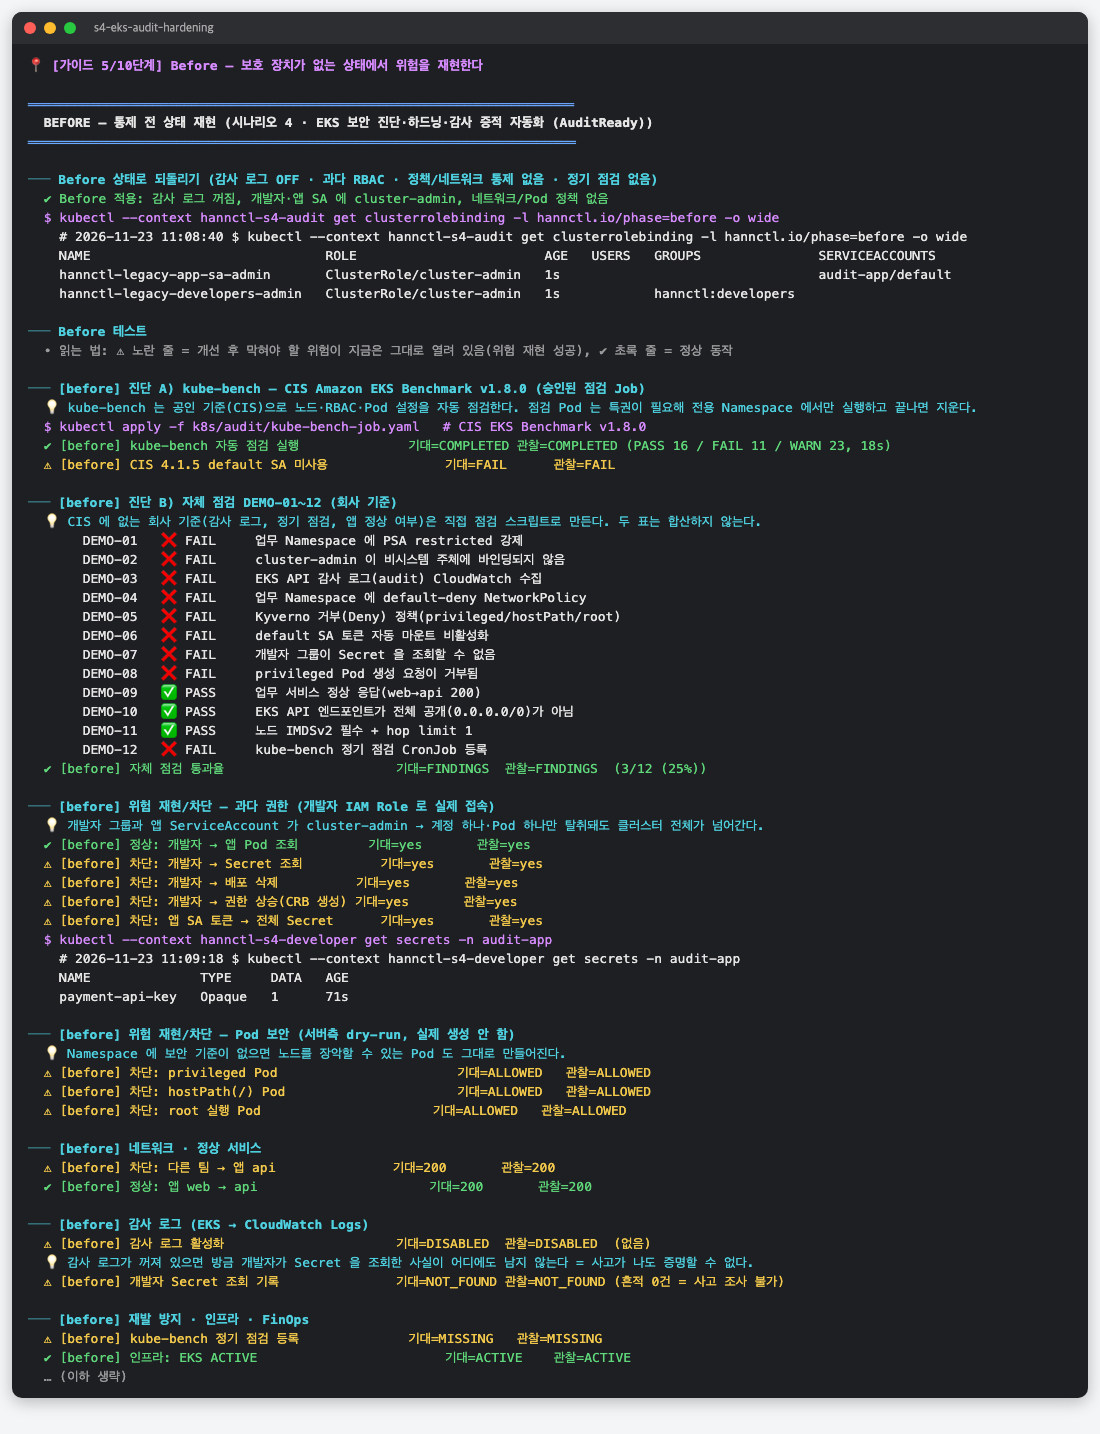 s4-eks-audit-hardening
📍 [가이드 5/10단계] Before — 보호 장치가 없는 상태에서 위험을 재현한다
BEFORE — 통제 전 상태 재현 (시나리오 4 · EKS 보안 진단·하드닝·감사 증적 자동화 (AuditReady))
── Before 상태로 되돌리기 (감사 로그 OFF · 과다 RBAC · 정책/네트워크 통제 없음 · 정기 점검 없음)
✔ Before 적용: 감사 로그 꺼짐, 개발자·앱 SA 에 cluster-admin, 네트워크/Pod 정책 없음
$ kubectl --context hannctl-s4-audit get clusterrolebinding -l hannctl.io/phase=before -o wide
# 2026-11-23 11:08:40 $ kubectl --context hannctl-s4-audit get clusterrolebinding -l hannctl.io/phase=before -o wide
NAME ROLE AGE USERS GROUPS SERVICEACCOUNTS
hannctl-legacy-app-sa-admin ClusterRole/cluster-admin 1s audit-app/default
hannctl-legacy-developers-admin ClusterRole/cluster-admin 1s hannctl:developers
── Before 테스트
• 읽는 법: ⚠ 노란 줄 = 개선 후 막혀야 할 위험이 지금은 그대로 열려 있음(위험 재현 성공), ✔ 초록 줄 = 정상 동작
── [before] 진단 A) kube-bench — CIS Amazon EKS Benchmark v1.8.0 (승인된 점검 Job)
💡 kube-bench 는 공인 기준(CIS)으로 노드·RBAC·Pod 설정을 자동 점검한다. 점검 Pod 는 특권이 필요해 전용 Namespace 에서만 실행하고 끝나면 지운다.
$ kubectl apply -f k8s/audit/kube-bench-job.yaml # CIS EKS Benchmark v1.8.0
✔ [before] kube-bench 자동 점검 실행 기대=COMPLETED 관찰=COMPLETED (PASS 16 / FAIL 11 / WARN 23, 18s)
⚠ [before] CIS 4.1.5 default SA 미사용 기대=FAIL 관찰=FAIL
── [before] 진단 B) 자체 점검 DEMO-01~12 (회사 기준)
💡 CIS 에 없는 회사 기준(감사 로그, 정기 점검, 앱 정상 여부)은 직접 점검 스크립트로 만든다. 두 표는 합산하지 않는다.
DEMO-01 ❌ FAIL 업무 Namespace 에 PSA restricted 강제
DEMO-02 ❌ FAIL cluster-admin 이 비시스템 주체에 바인딩되지 않음
DEMO-03 ❌ FAIL EKS API 감사 로그(audit) CloudWatch 수집
DEMO-04 ❌ FAIL 업무 Namespace 에 default-deny NetworkPolicy
DEMO-05 ❌ FAIL Kyverno 거부(Deny) 정책(privileged/hostPath/root)
DEMO-06 ❌ FAIL default SA 토큰 자동 마운트 비활성화
DEMO-07 ❌ FAIL 개발자 그룹이 Secret 을 조회할 수 없음
DEMO-08 ❌ FAIL privileged Pod 생성 요청이 거부됨
DEMO-09 ✅ PASS 업무 서비스 정상 응답(web→api 200)
DEMO-10 ✅ PASS EKS API 엔드포인트가 전체 공개(0.0.0.0/0)가 아님
DEMO-11 ✅ PASS 노드 IMDSv2 필수 + hop limit 1
DEMO-12 ❌ FAIL kube-bench 정기 점검 CronJob 등록
✔ [before] 자체 점검 통과율 기대=FINDINGS 관찰=FINDINGS (3/12 (25%))
── [before] 위험 재현/차단 — 과다 권한 (개발자 IAM Role 로 실제 접속)
💡 개발자 그룹과 앱 ServiceAccount 가 cluster-admin → 계정 하나·Pod 하나만 탈취돼도 클러스터 전체가 넘어간다.
✔ [before] 정상: 개발자 → 앱 Pod 조회 기대=yes 관찰=yes
⚠ [before] 차단: 개발자 → Secret 조회 기대=yes 관찰=yes
⚠ [before] 차단: 개발자 → 배포 삭제 기대=yes 관찰=yes
⚠ [before] 차단: 개발자 → 권한 상승(CRB 생성) 기대=yes 관찰=yes
⚠ [before] 차단: 앱 SA 토큰 → 전체 Secret 기대=yes 관찰=yes
$ kubectl --context hannctl-s4-developer get secrets -n audit-app
# 2026-11-23 11:09:18 $ kubectl --context hannctl-s4-developer get secrets -n audit-app
NAME TYPE DATA AGE
payment-api-key Opaque 1 71s
── [before] 위험 재현/차단 — Pod 보안 (서버측 dry-run, 실제 생성 안 함)
💡 Namespace 에 보안 기준이 없으면 노드를 장악할 수 있는 Pod 도 그대로 만들어진다.
⚠ [before] 차단: privileged Pod 기대=ALLOWED 관찰=ALLOWED
⚠ [before] 차단: hostPath(/) Pod 기대=ALLOWED 관찰=ALLOWED
⚠ [before] 차단: root 실행 Pod 기대=ALLOWED 관찰=ALLOWED
── [before] 네트워크 · 정상 서비스
⚠ [before] 차단: 다른 팀 → 앱 api 기대=200 관찰=200
✔ [before] 정상: 앱 web → api 기대=200 관찰=200
── [before] 감사 로그 (EKS → CloudWatch Logs)
⚠ [before] 감사 로그 활성화 기대=DISABLED 관찰=DISABLED (없음)
💡 감사 로그가 꺼져 있으면 방금 개발자가 Secret 을 조회한 사실이 어디에도 남지 않는다 = 사고가 나도 증명할 수 없다.
⚠ [before] 개발자 Secret 조회 기록 기대=NOT_FOUND 관찰=NOT_FOUND (흔적 0건 = 사고 조사 불가)
── [before] 재발 방지 · 인프라 · FinOps
⚠ [before] kube-bench 정기 점검 등록 기대=MISSING 관찰=MISSING
✔ [before] 인프라: EKS ACTIVE 기대=ACTIVE 관찰=ACTIVE
… (이하 생략)